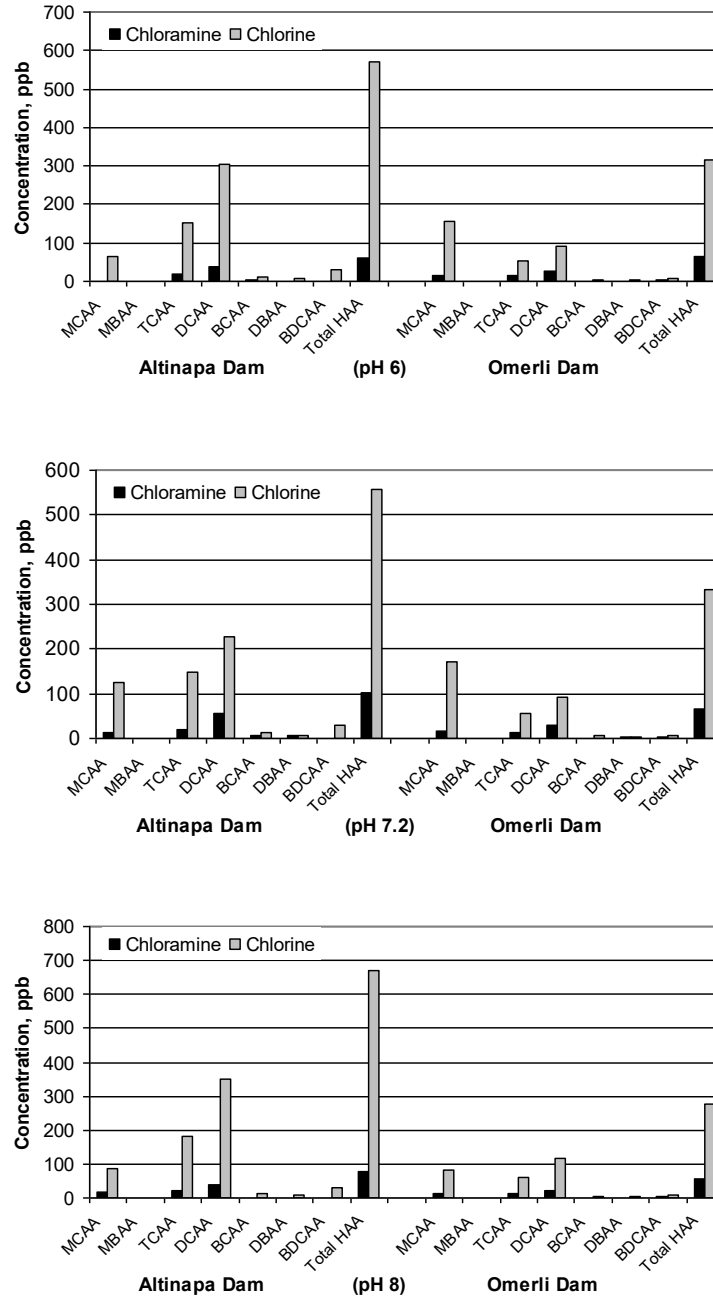 700
600
500
400
300
200
100
0
Concentration, ppb
Chloramine Chlorine
MCAA MBAA TCAA DCAA BCAA DBAA BDCAA Total HAA MCAA MBAA TCAA DCAA BCAA DBAA BDCAA Total HAA
Altinapa Dam (pH 6) Omerli Dam
600
500
400
300
200
100
0
Concentration, ppb
Chloramine Chlorine
MCAA MBAA TCAA DCAA BCAA DBAA BDCAA Total HAA MCAA MBAA TCAA DCAA BCAA DBAA BDCAA Total HAA
Altinapa Dam (pH 7.2) Omerli Dam
800
700
600
500
400
300
200
100
0
Concentration, ppb
Chloramine Chlorine
MCAA MBAA TCAA DCAA BCAA DBAA BDCAA Total HAA MCAA MBAA TCAA DCAA BCAA DBAA BDCAA Total HAA
Altinapa Dam (pH 8) Omerli Dam